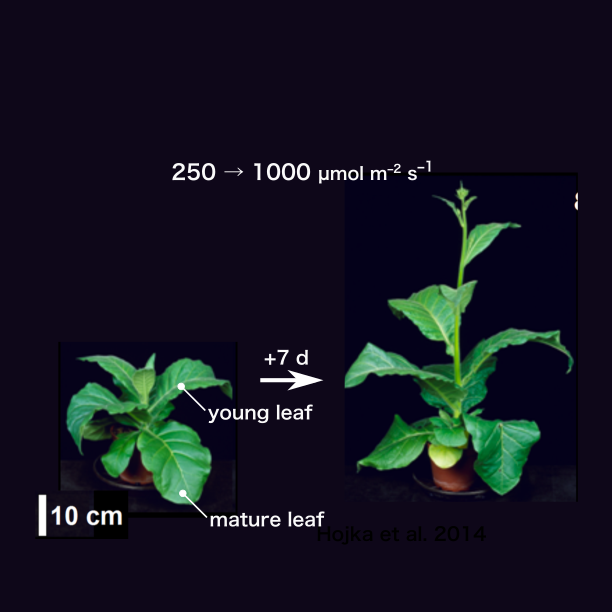 250 → 1000 μmol m⁻² s⁻¹
+7 d
young leaf
10 cm
mature leaf
Hojka et al. 2014